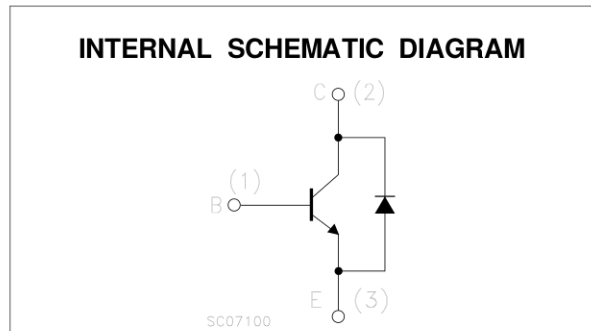 INTERNAL SCHEMATIC DIAGRAM
C (2)
(1)
B
E (3)
SC07100